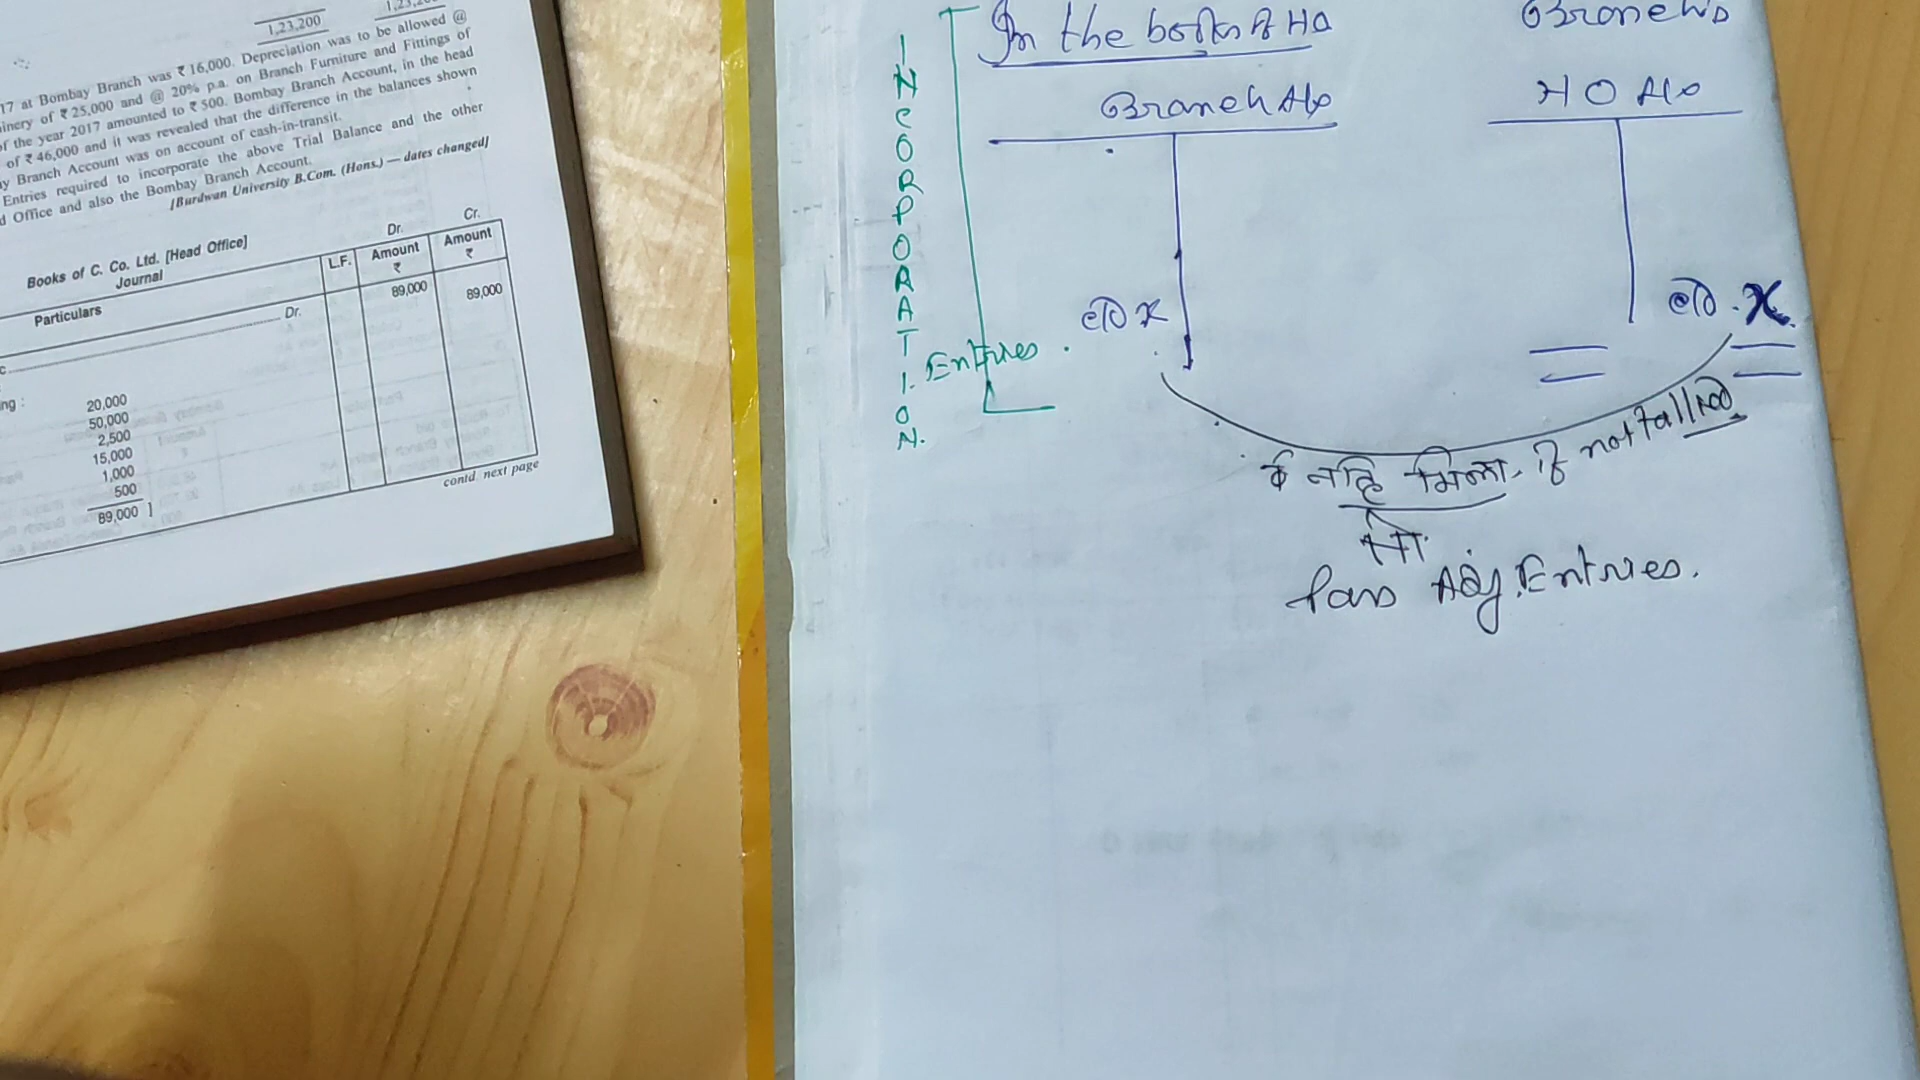 1,23,200
17 at Bombay Branch was ₹ 16,000. Depreciation was to be allowed @
inery of ₹ 25,000 and @ 20% p.a. on Branch Furniture and Fittings of
of the year 2017 amounted to ₹ 500. Bombay Branch Account, in the head
of ₹ 46,000 and it was revealed that the difference in the balances shown
y Branch Account was on account of cash-in-transit.
Entries required to incorporate the above Trial Balance and the other
d Office and also the Bombay Branch Account.
[Burdwan University B.Com. (Hons.) — dates changed]
Books of C. Co. Ltd. [Head Office]
Journal
Dr. Cr.
Particulars L.F. Amount ₹ Amount ₹
Dr. 89,000 89,000
ng :
20,000
50,000
2,500
15,000
1,000
500
89,000 ]
contd next page
In the books of HO
Branch
Branch A/c
HO A/c
INCORPORATION
Entries.
नहि मिला- if not tallied
तो
Pass Adj. Entries.